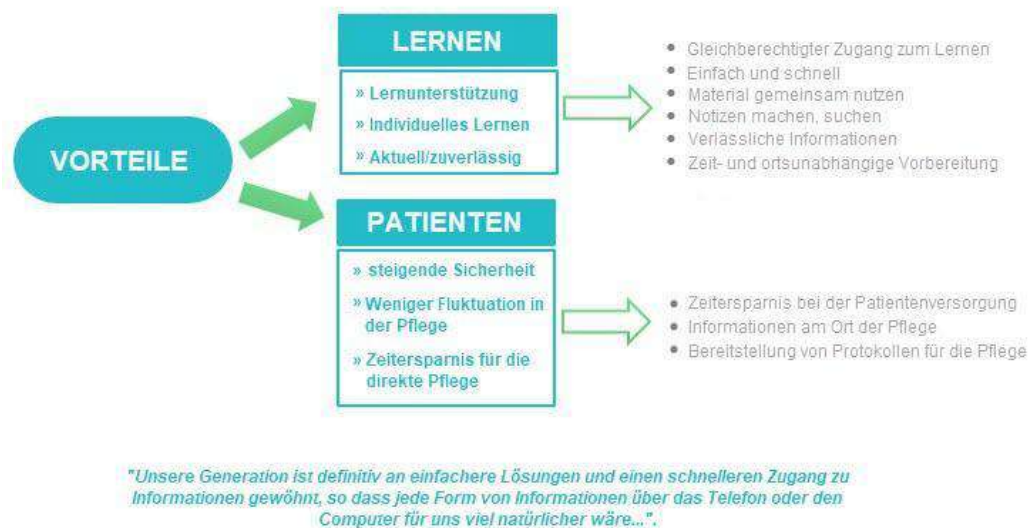 VORTEILE
LERNEN
» Lernunterstützung
» Individuelles Lernen
» Aktuell/zuverlässig
• Gleichberechtigter Zugang zum Lernen
• Einfach und schnell
• Material gemeinsam nutzen
• Notizen machen, suchen
• Verlässliche Informationen
• Zeit- und ortsunabhängige Vorbereitung
PATIENTEN
» steigende Sicherheit
» Weniger Fluktuation in
der Pflege
» Zeitersparnis für die
direkte Pflege
• Zeitersparnis bei der Patientenversorgung
• Informationen am Ort der Pflege
• Bereitstellung von Protokollen für die Pflege
"Unsere Generation ist definitiv an einfachere Lösungen und einen schnelleren Zugang zu
Informationen gewöhnt, so dass jede Form von Informationen über das Telefon oder den
Computer für uns viel natürlicher wäre...".